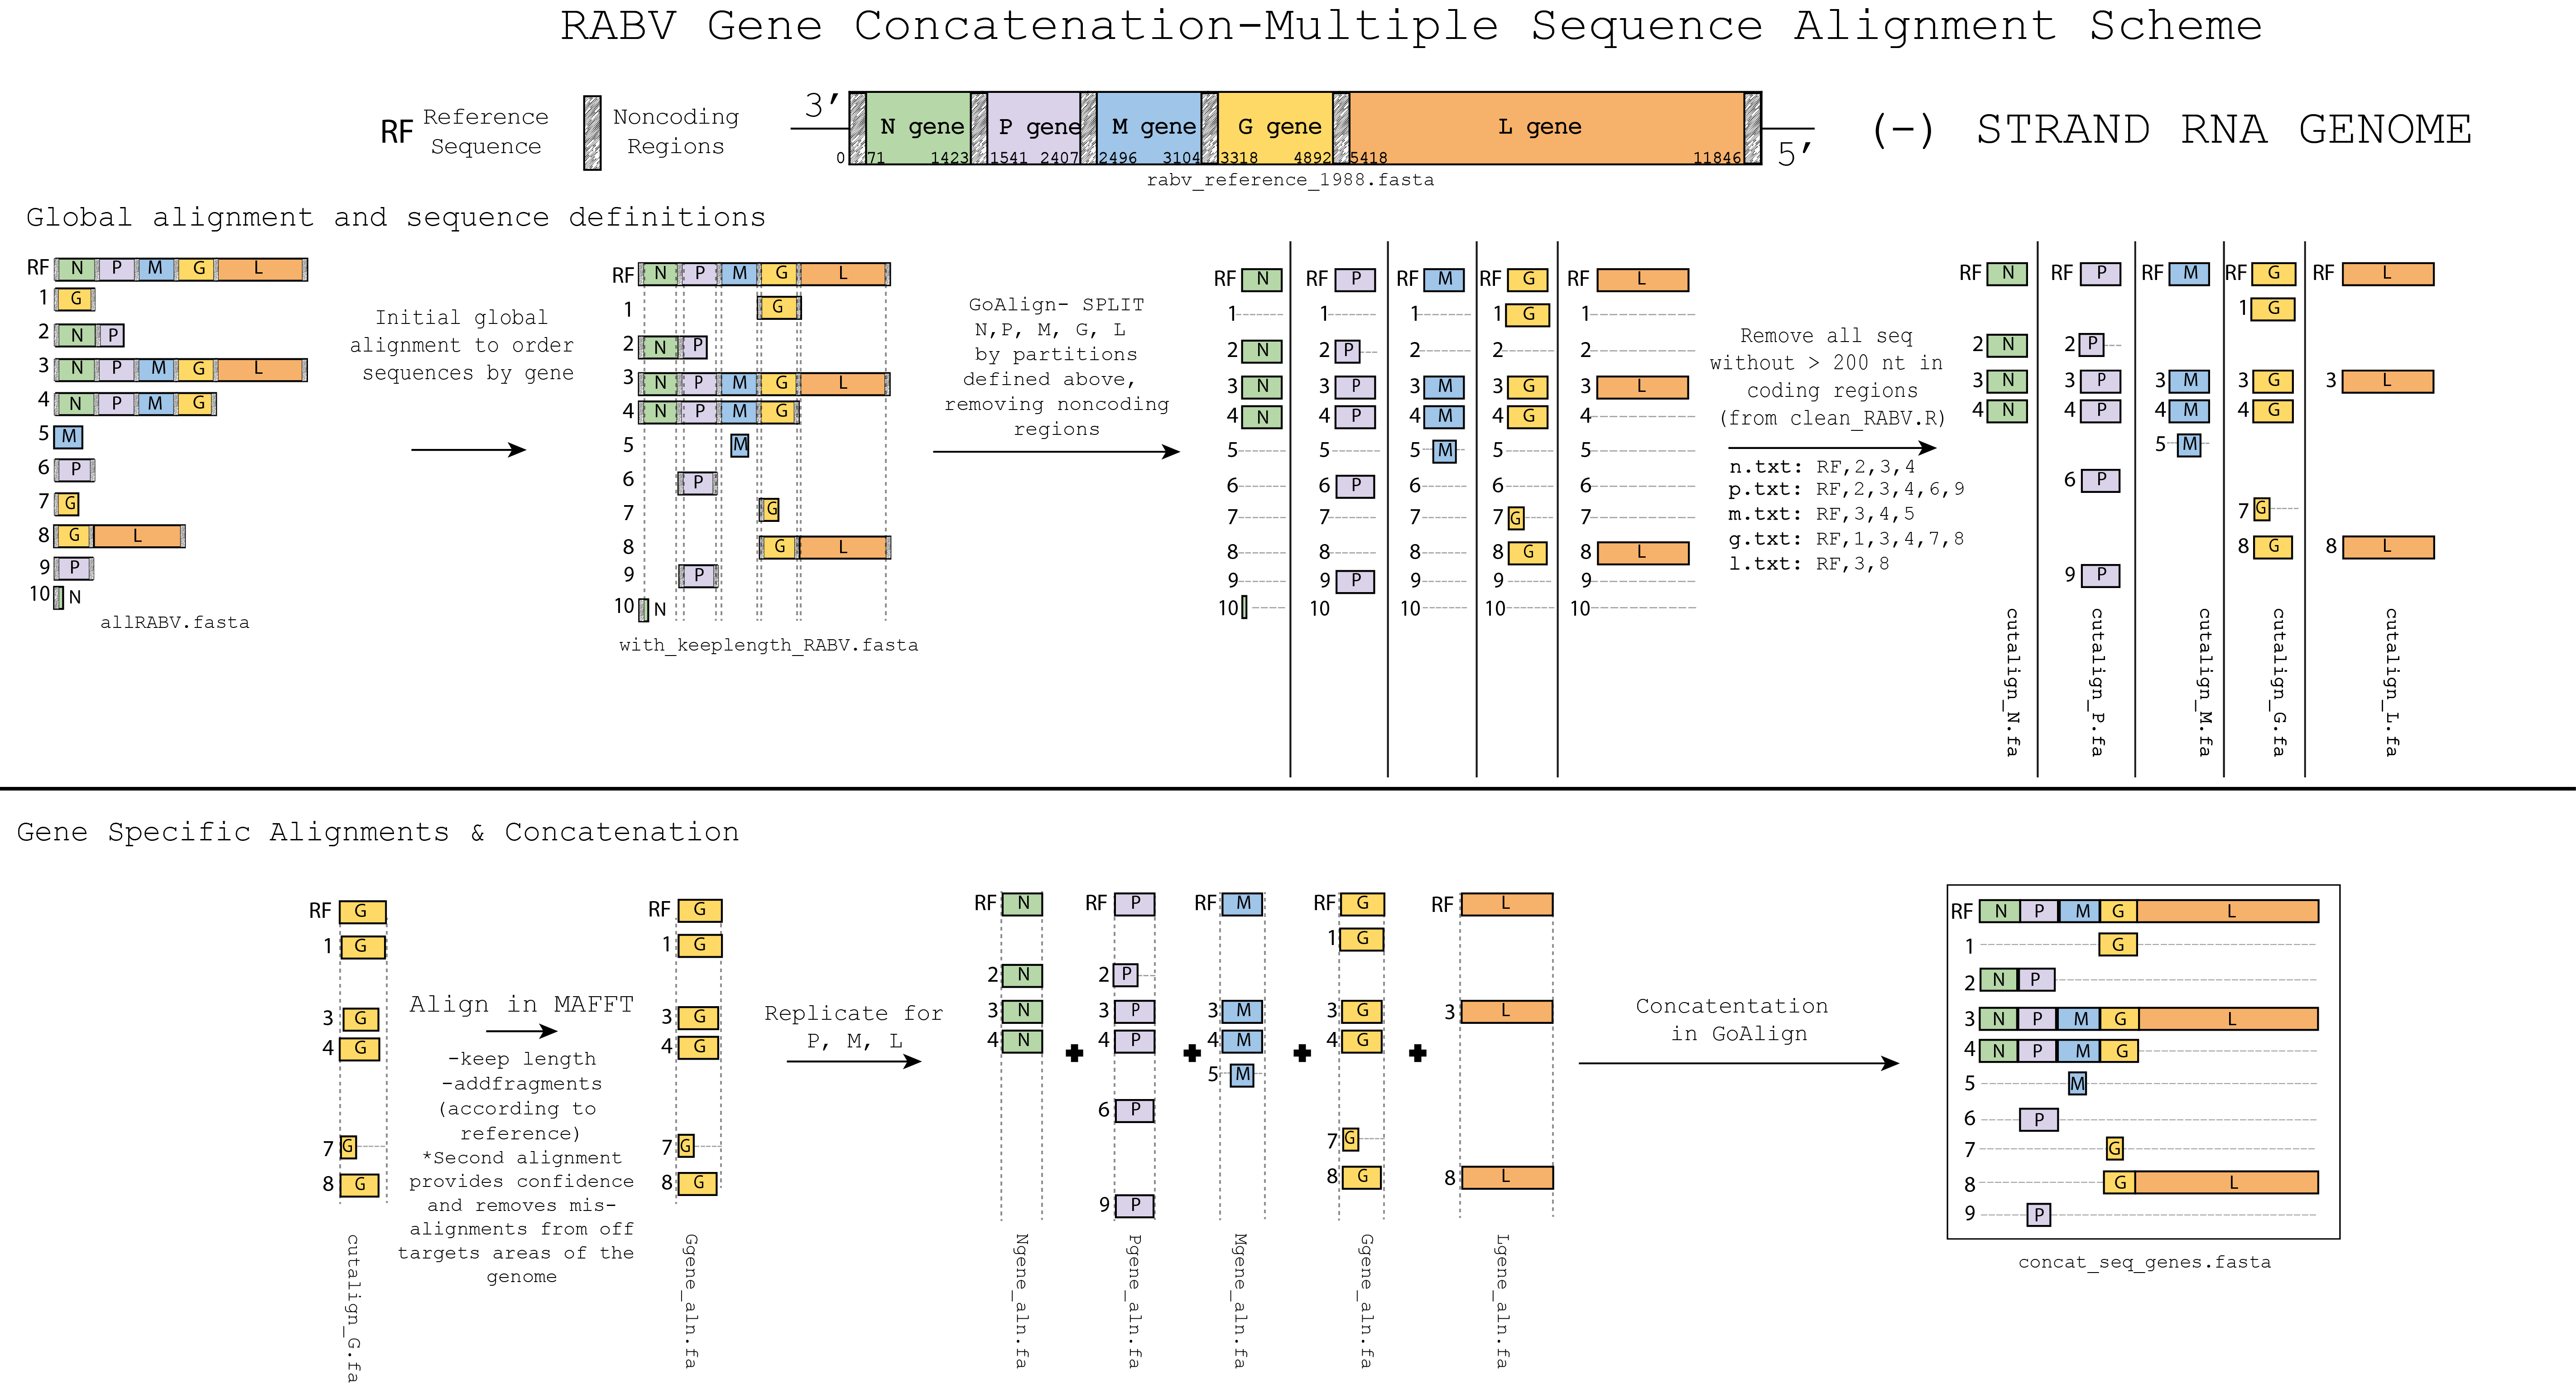 RABV Gene Concatenation-Multiple Sequence Alignment Scheme
RF Reference Sequence
Noncoding Regions
3’
N gene P gene M gene G gene L gene
0 71 1423 1541 2407 2496 3104 3318 4892 5418 11846
5’
rabv_reference_1988.fasta
(-) STRAND RNA GENOME
Global alignment and sequence definitions
RF N P M G L
1 G
2 N P
3 N P M G L
4 N P M G
5 M
6 P
7 G
8 G L
9 P
10 N
allRABV.fasta
Initial global
alignment to order
sequences by gene
RF N P M G L
1 G
2 N P
3 N P M G L
4 N P M G
5 M
6 P
7 G
8 G L
9 P
10 N
with_keeplength_RABV.fasta
GoAlign- SPLIT
N,P, M, G, L
by partitions
defined above,
removing noncoding
regions
RF N RF P RF M RF G RF L
1 1 1 1 G 1
2 N 2 P 2 2 2
3 N 3 P 3 M 3 G 3 L
4 N 4 P 4 M 4 G 4
5 5 5 M 5 5
6 6 P 6 6 6
7 7 7 7 G 7
8 8 8 8 G 8 L
9 9 P 9 9 9
10 10 10 10 10
Remove all seq
without > 200 nt in
coding regions
(from clean_RABV.R)
n.txt: RF,2,3,4
p.txt: RF,2,3,4,6,9
m.txt: RF,3,4,5
g.txt: RF,1,3,4,7,8
l.txt: RF,3,8
RF N RF P RF M RF G RF L
1 G
2 N 2 P
3 N 3 P 3 M 3 G 3 L
4 N 4 P 4 M 4 G
5 M
6 P
7 G
8 G 8 L
9 P
cutalign_N.fa
cutalign_P.fa
cutalign_M.fa
cutalign_G.fa
cutalign_L.fa
Gene Specific Alignments & Concatenation
RF G
1 G
3 G
4 G
7 G
8 G
cutalign_G.fa
Align in MAFFT
-keep length
-addfragments
(according to
reference)
*Second alignment
provides confidence
and removes mis-
alignments from off
targets areas of the
genome
RF G
1 G
3 G
4 G
7 G
8 G
Ggene_aln.fa
Replicate for
P, M, L
RF N RF P RF M RF G RF L
1 G
2 N 2 P
3 N 3 P 3 M 3 G 3 L
4 N + 4 P + 4 M + 4 G +
5 M
6 P
7 G
8 G 8 L
9 P
Ngene_aln.fa
Pgene_aln.fa
Mgene_aln.fa
Ggene_aln.fa
Lgene_aln.fa
Concatentation
in GoAlign
RF N P M G L
1 G
2 N P
3 N P M G L
4 N P M G
5 M
6 P
7 G
8 G L
9 P
concat_seq_genes.fasta